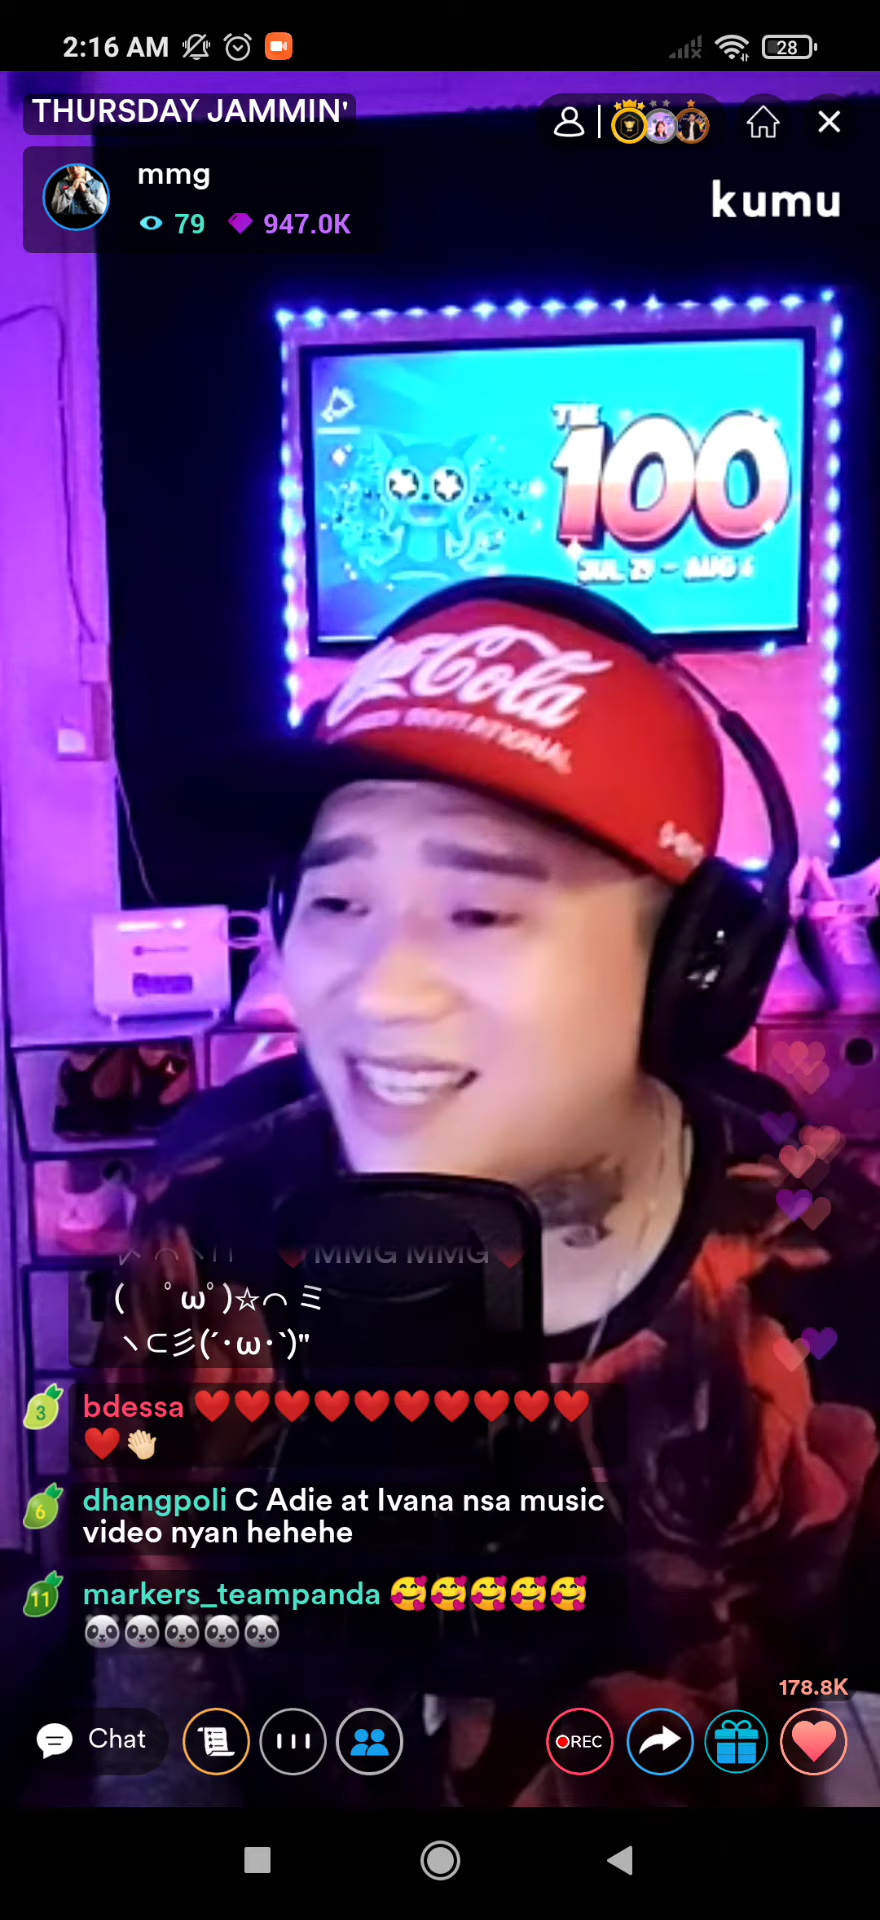 2:16 AM
28
THURSDAY JAMMIN'
mmg
79 947.0K
kumu
THE
100
Coca-Cola
INVITATIONAL
❤️MMG MMG❤️
( ﾟωﾟ)☆⌒ ミ
ヽ⊂彡(´･ω･`)"
3
bdessa ❤️❤️❤️❤️❤️❤️❤️❤️❤️❤️
❤️👏🏻
6
dhangpoli C Adie at Ivana nsa music
video nyan hehehe
11
markers_teampanda 🥰🥰🥰🥰🥰
🐼🐼🐼🐼🐼
178.8K
Chat
REC